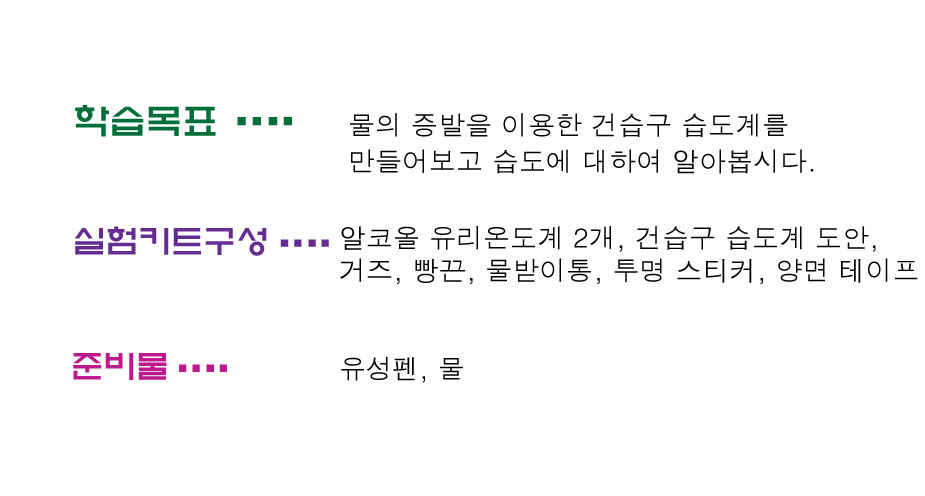 학습목표 ····
물의 증발을 이용한 건습구 습도계를
만들어보고 습도에 대하여 알아봅시다.
실험키트구성 ····
알코올 유리온도계 2개, 건습구 습도계 도안,
거즈, 빵끈, 물받이통, 투명 스티커, 양면 테이프
준비물 ····
유성펜, 물